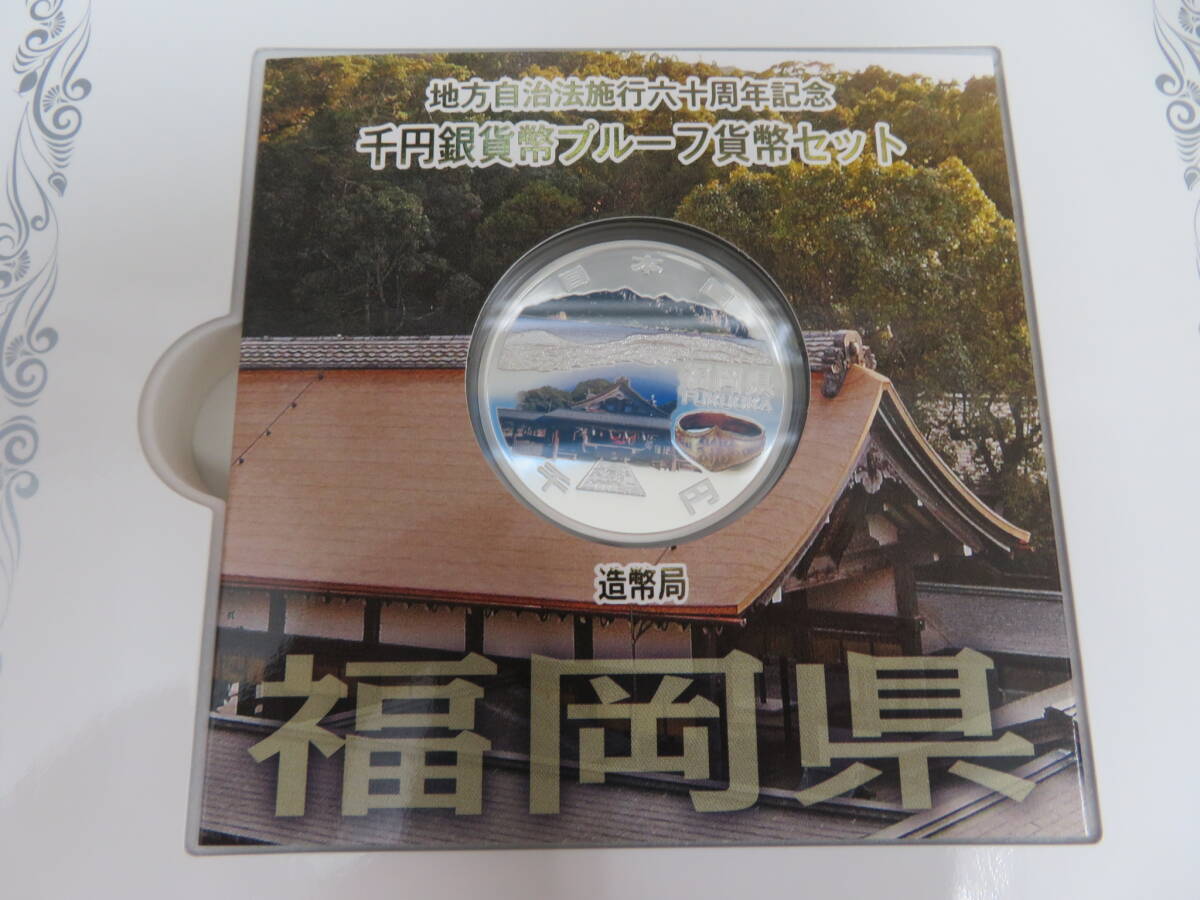 地方自治法施行六十周年記念
千円銀貨幣プルーフ貨幣セット
日本国
福岡県
FUKUOKA
千円
造幣局
福岡県